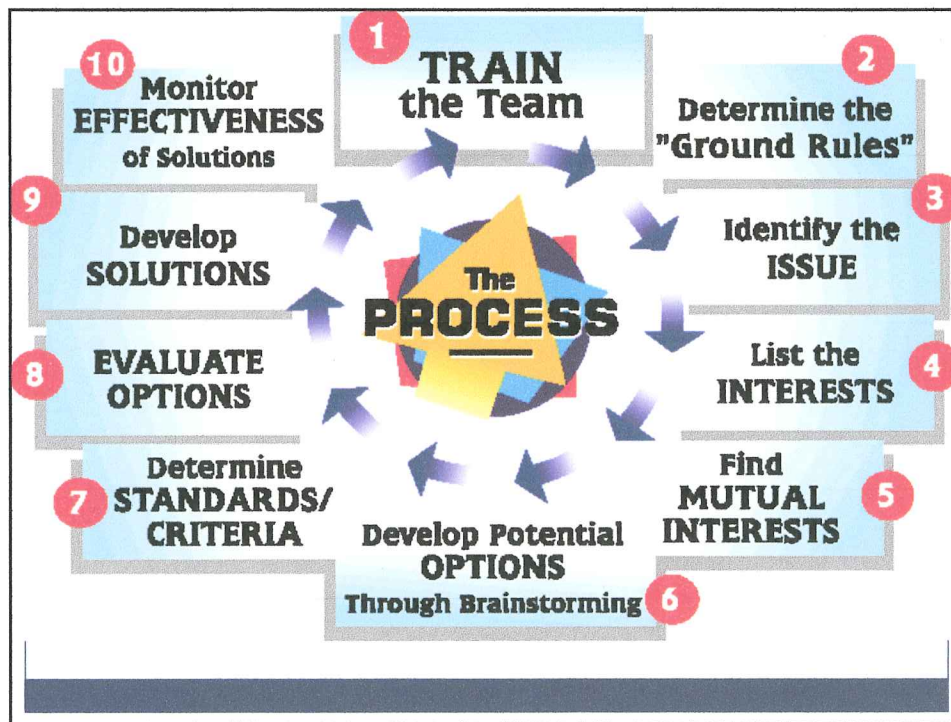 1
TRAIN
the Team
2
Determine the
"Ground Rules"
3
Identify the
ISSUE
4
List the
INTERESTS
5
Find
MUTUAL
INTERESTS
6
Develop Potential
OPTIONS
Through Brainstorming
7
Determine
STANDARDS/
CRITERIA
8
EVALUATE
OPTIONS
9
Develop
SOLUTIONS
10
Monitor
EFFECTIVENESS
of Solutions
The
PROCESS